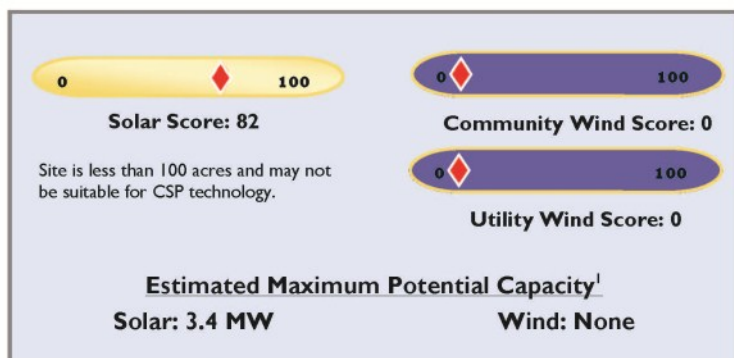 0 100
Solar Score: 82
Site is less than 100 acres and may not
be suitable for CSP technology.
0 100
Community Wind Score: 0
0 100
Utility Wind Score: 0
Estimated Maximum Potential Capacity¹
Solar: 3.4 MW
Wind: None